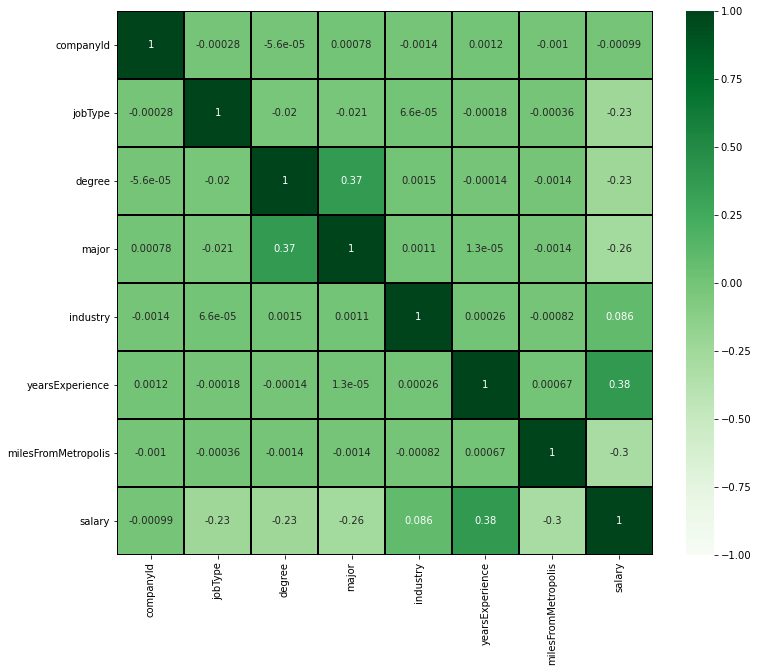 companyId 1 -0.00028 -5.6e-05 0.00078 -0.0014 0.0012 -0.001 -0.00099
jobType -0.00028 1 -0.02 -0.021 6.6e-05 -0.00018 -0.00036 -0.23
degree -5.6e-05 -0.02 1 0.37 0.0015 -0.00014 -0.0014 -0.23
major 0.00078 -0.021 0.37 1 0.0011 1.3e-05 -0.0014 -0.26
industry -0.0014 6.6e-05 0.0015 0.0011 1 0.00026 -0.00082 0.086
yearsExperience 0.0012 -0.00018 -0.00014 1.3e-05 0.00026 1 0.00067 0.38
milesFromMetropolis -0.001 -0.00036 -0.0014 -0.0014 -0.00082 0.00067 1 -0.3
salary -0.00099 -0.23 -0.23 -0.26 0.086 0.38 -0.3 1
companyId
jobType
degree
major
industry
yearsExperience
milesFromMetropolis
salary
1.00
0.75
0.50
0.25
0.00
−0.25
−0.50
−0.75
−1.00